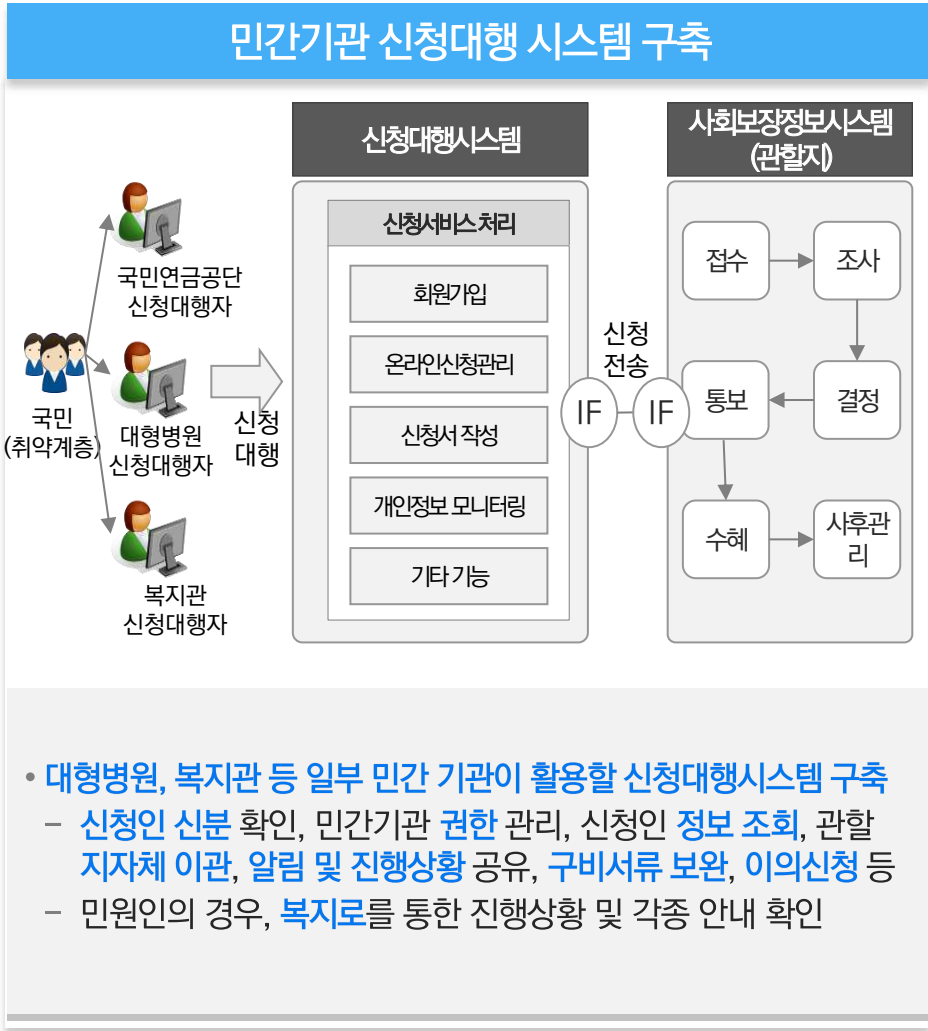 민간기관 신청대행 시스템 구축
신청대행시스템
사회보장정보시스템
(관할지)
국민연금공단
신청대행자
국민
(취약계층)
대형병원
신청대행자
복지관
신청대행자
신청
대행
신청서비스 처리
회원가입
온라인신청관리
신청서 작성
개인정보 모니터링
기타 기능
신청
전송
IF
IF
접수
조사
통보
결정
수혜
사후관
리
• 대형병원, 복지관 등 일부 민간 기관이 활용할 신청대행시스템 구축
– 신청인 신분 확인, 민간기관 권한 관리, 신청인 정보 조회, 관할
지자체 이관, 알림 및 진행상황 공유, 구비서류 보완, 이의신청 등
– 민원인의 경우, 복지로를 통한 진행상황 및 각종 안내 확인